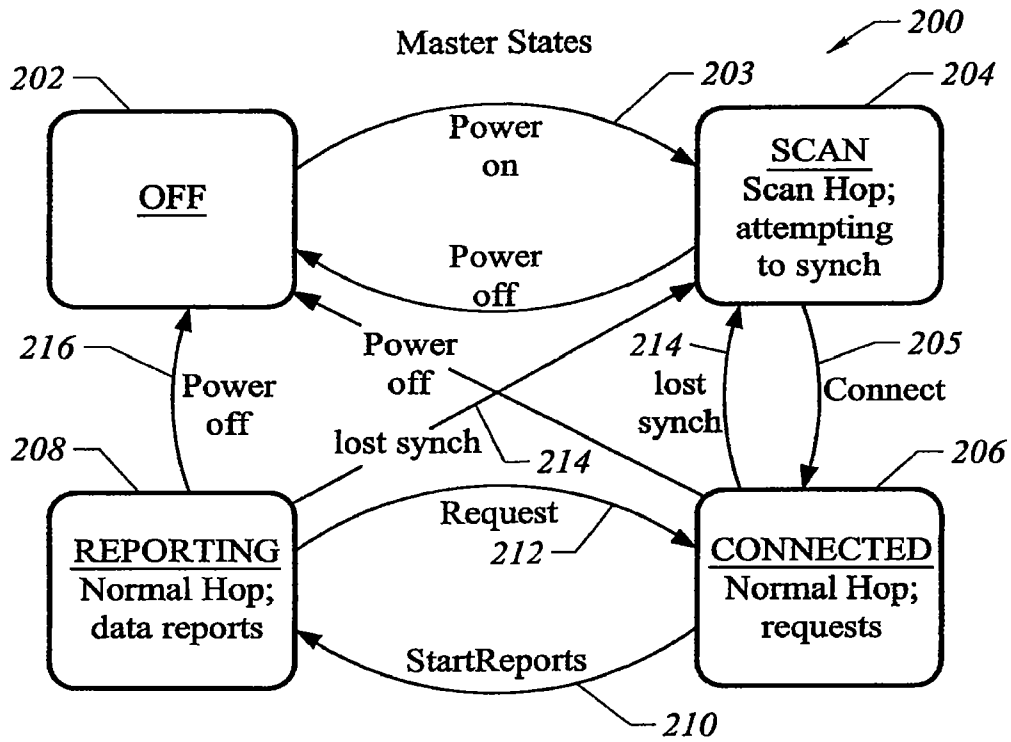 Master States
200
202
203
204
OFF
Power
on
SCAN
Scan Hop;
attempting
to synch
Power
off
216
Power
off
Power
off
214
lost
synch
205
Connect
lost synch
214
208
206
REPORTING
Normal Hop;
data reports
Request
212
CONNECTED
Normal Hop;
requests
StartReports
210